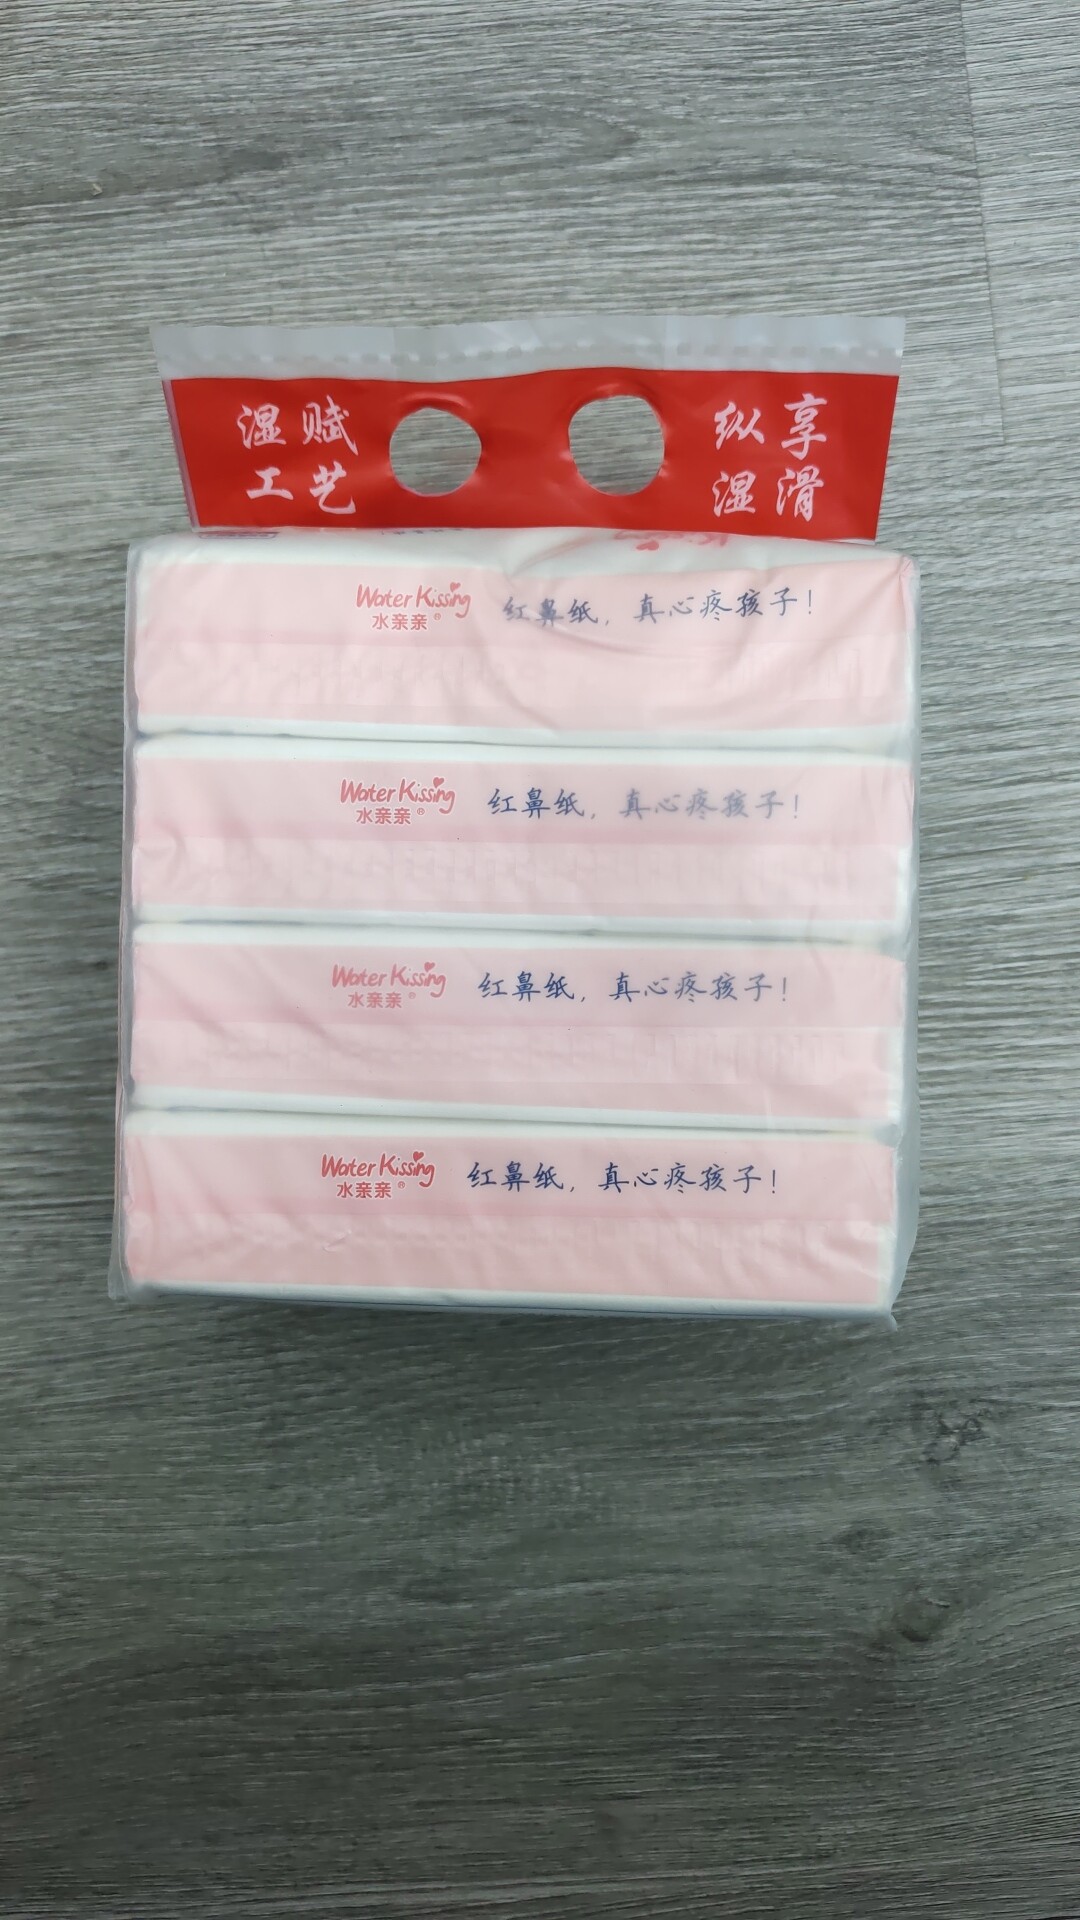 湿赋
工艺
纵享
湿滑
Water Kissing
水亲亲®
红鼻纸，真心疼孩子！
Water Kissing
水亲亲®
红鼻纸，真心疼孩子！
Water Kissing
水亲亲®
红鼻纸，真心疼孩子！
Water Kissing
水亲亲®
红鼻纸，真心疼孩子！